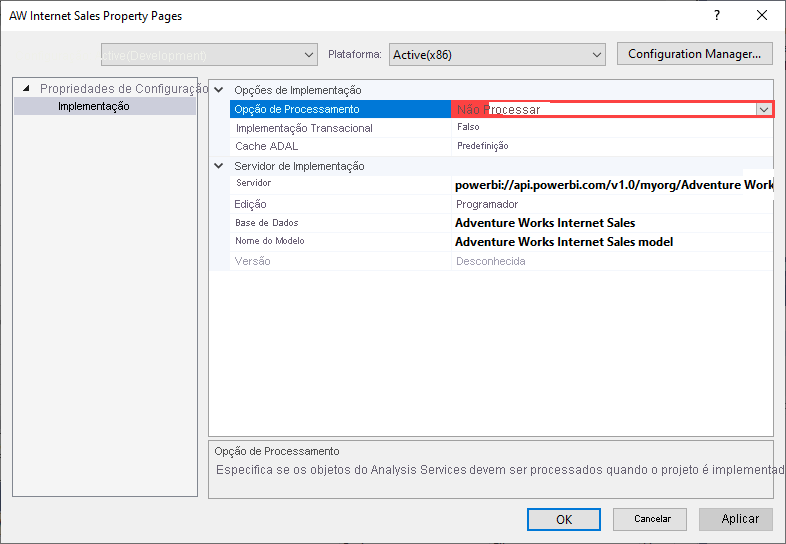 AW Internet Sales Property Pages
ctive(Development) Plataforma: Active(x86) Configuration Manager...
Propriedades de Configuração
Implementação
Opções de Implementação
Opção de Processamento Não Processar
Implementação Transacional Falso
Cache ADAL Predefinição
Servidor de Implementação
Servidor powerbi://api.powerbi.com/v1.0/myorg/Adventure Work
Edição Programador
Base de Dados Adventure Works Internet Sales
Nome do Modelo Adventure Works Internet Sales model
Versão Desconhecida
Opção de Processamento
Especifica se os objetos do Analysis Services devem ser processados quando o projeto é implementad
OK Cancelar Aplicar